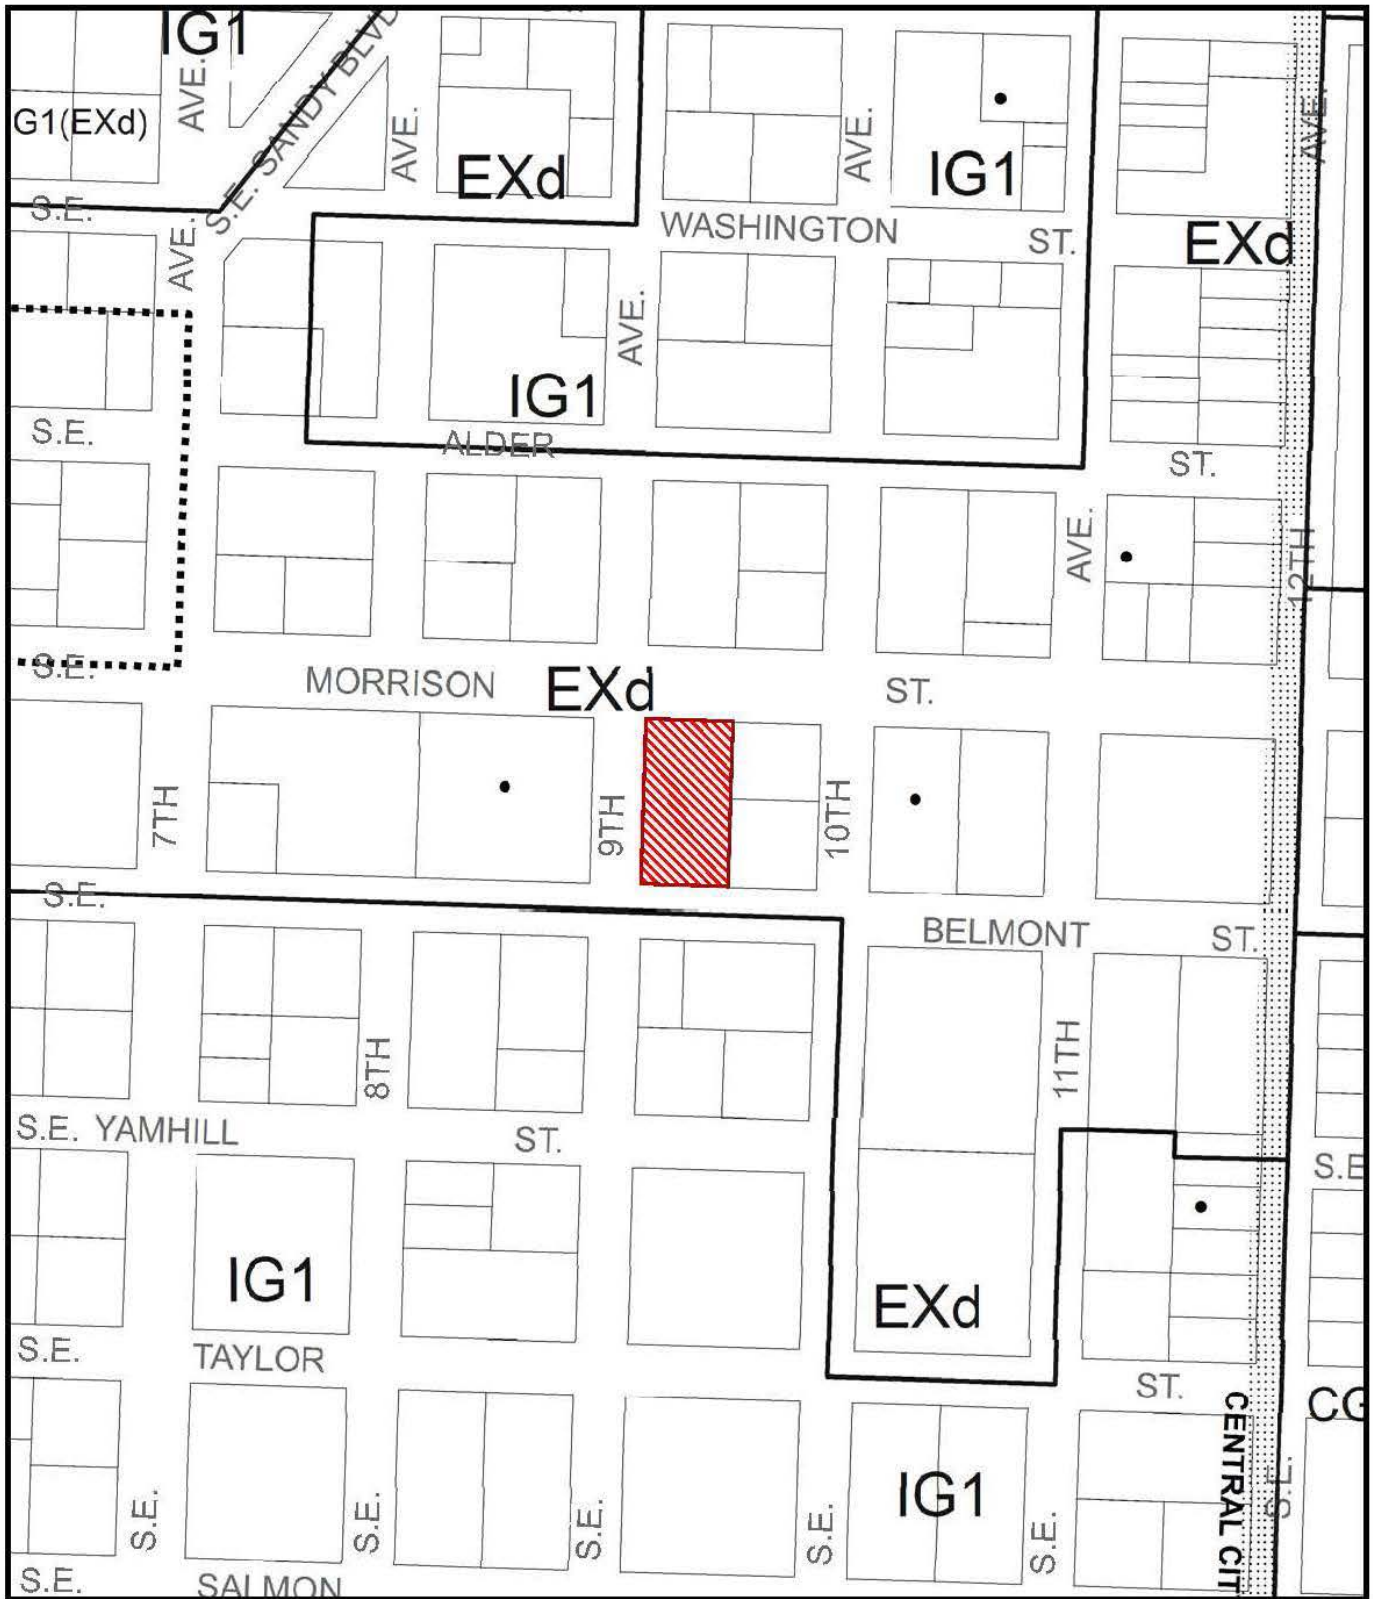 IG1
G1(EXd)
AVE.
S.E. SANDY BLVD
AVE.
EXd
AVE.
IG1
AVE.
S.E.
AVE.
WASHINGTON
ST.
EXd
AVE.
IG1
S.E.
ALDER
ST.
AVE.
12TH
S.E.
MORRISON
EXd
ST.
7TH
9TH
10TH
S.E.
BELMONT
ST.
8TH
11TH
S.E. YAMHILL
ST.
S.E
IG1
EXd
S.E.
TAYLOR
ST.
CG
CENTRAL CIT
IG1
S.E.
S.E.
S.E.
S.E.
S.E.
S.E.
S.E.
SALMON